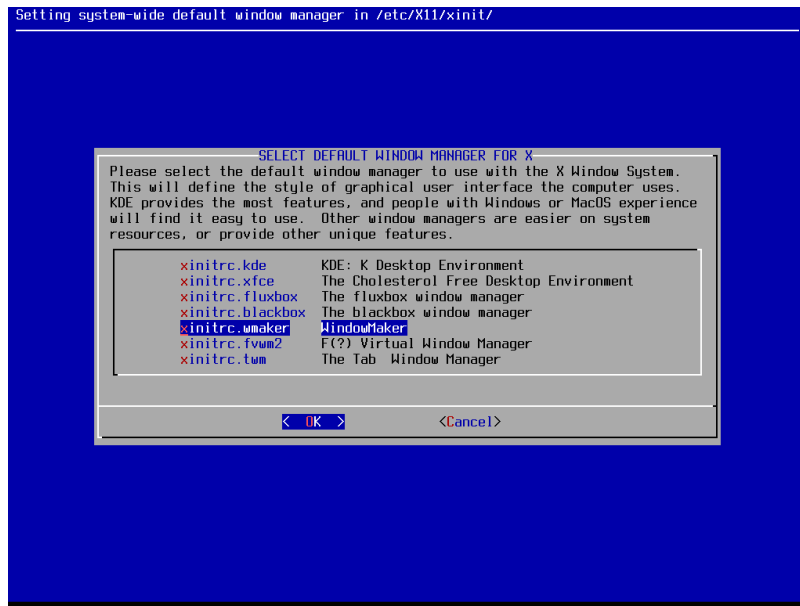 Setting system-wide default window manager in /etc/X11/xinit/
SELECT DEFAULT WINDOW MANAGER FOR X
Please select the default window manager to use with the X Window System.
This will define the style of graphical user interface the computer uses.
KDE provides the most features, and people with Windows or MacOS experience
will find it easy to use.  Other window managers are easier on system
resources, or provide other unique features.
xinitrc.kde KDE: K Desktop Environment
xinitrc.xfce The Cholesterol Free Desktop Environment
xinitrc.fluxbox The fluxbox window manager
xinitrc.blackbox The blackbox window manager
xinitrc.wmaker WindowMaker
xinitrc.fvwm2 F(?) Virtual Window Manager
xinitrc.twm The Tab  Window Manager
< OK > <Cancel>